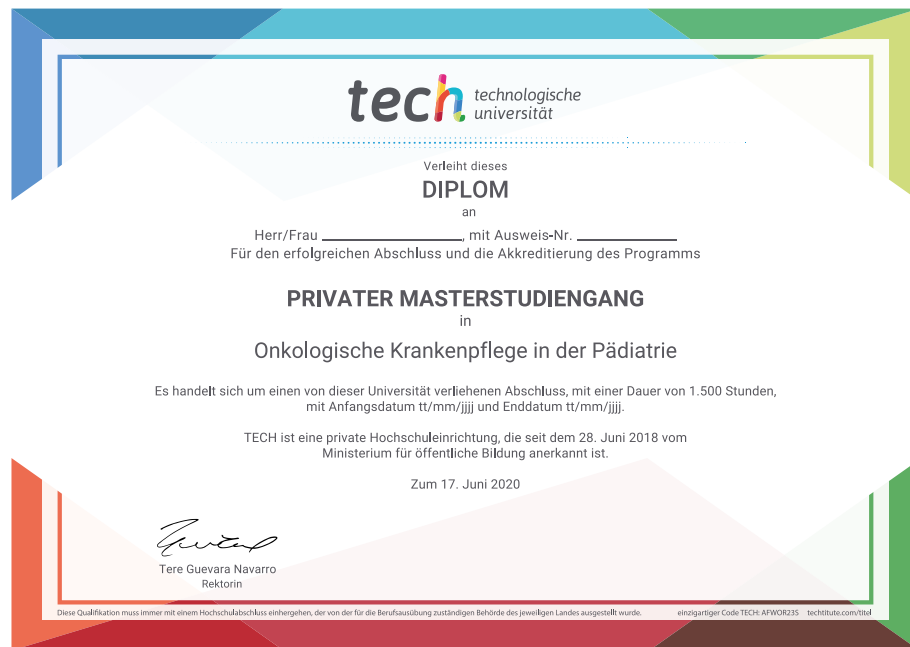 tech technologische
universität
Verleiht dieses
DIPLOM
an
Herr/Frau ____________________, mit Ausweis-Nr. ______________
Für den erfolgreichen Abschluss und die Akkreditierung des Programms
PRIVATER MASTERSTUDIENGANG
in
Onkologische Krankenpflege in der Pädiatrie
Es handelt sich um einen von dieser Universität verliehenen Abschluss, mit einer Dauer von 1.500 Stunden,
mit Anfangsdatum tt/mm/jjjj und Enddatum tt/mm/jjjj.
TECH ist eine private Hochschuleinrichtung, die seit dem 28. Juni 2018 vom
Ministerium für öffentliche Bildung anerkannt ist.
Zum 17. Juni 2020
Tere Guevara Navarro
Rektorin
Diese Qualifikation muss immer mit einem Hochschulabschluss einhergehen, der von der für die Berufsausübung zuständigen Behörde des jeweiligen Landes ausgestellt wurde. einzigartiger Code TECH: AFWOR23S techtitute.com/titel